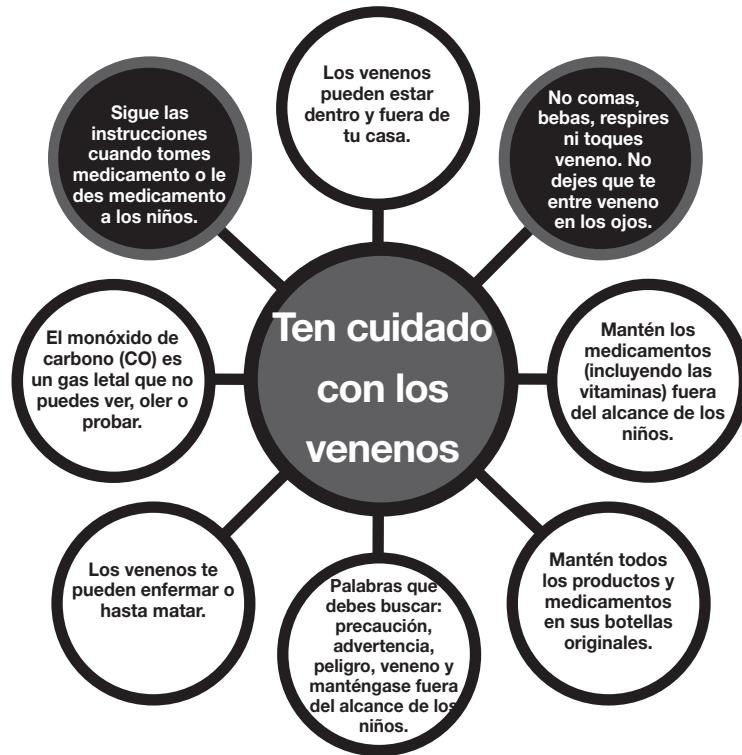 Los venenos
pueden estar
dentro y fuera de
tu casa.
No comas,
bebas, respires
ni toques
veneno. No
dejes que te
entre veneno
en los ojos.
Mantén los
medicamentos
(incluyendo las
vitaminas) fuera
del alcance de los
niños.
Mantén todos
los productos y
medicamentos
en sus botellas
originales.
Palabras que
debes buscar:
precaución,
advertencia,
peligro, veneno y
manténgase fuera
del alcance de los
niños.
Los venenos te
pueden enfermar o
hasta matar.
El monóxido de
carbono (CO) es
un gas letal que no
puedes ver, oler o
probar.
Sigue las
instrucciones
cuando tomes
medicamento o le
des medicamento
a los niños.
Ten cuidado
con los
venenos